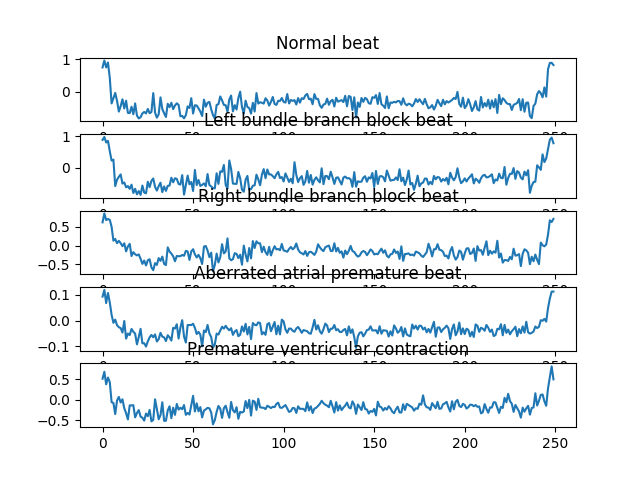 Normal beat
1
0
Left bundle branch block beat
1
0
Right bundle branch block beat
0.5
0.0
−0.5
Aberrated atrial premature beat
0.1
0.0
−0.1
Premature ventricular contraction
0.5
0.0
−0.5
0 50 100 150 200 250